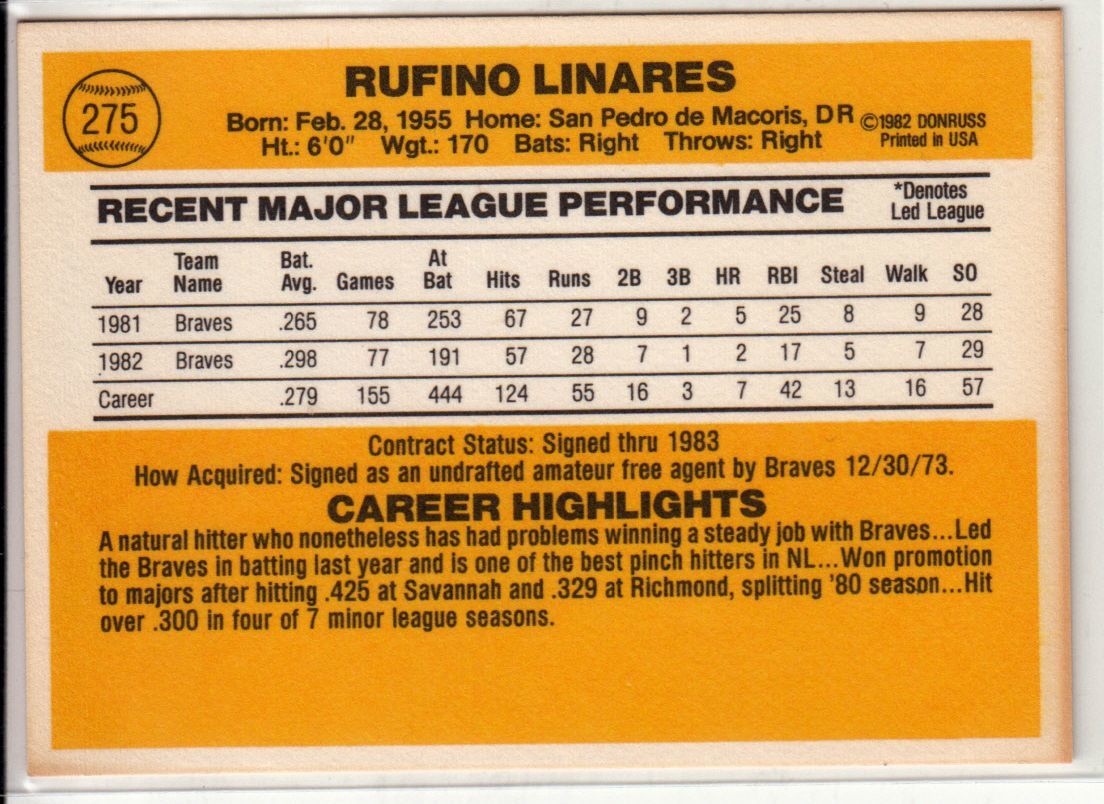 275
RUFINO LINARES
Born: Feb. 28, 1955 Home: San Pedro de Macoris, DR ©1982 DONRUSS
Ht.: 6'0" Wgt.: 170 Bats: Right Throws: Right Printed in USA
RECENT MAJOR LEAGUE PERFORMANCE
*Denotes
Led League
Year Team Name Bat. Avg. Games At Bat Hits Runs 2B 3B HR RBI Steal Walk SO
1981 Braves .265 78 253 67 27 9 2 5 25 8 9 28
1982 Braves .298 77 191 57 28 7 1 2 17 5 7 29
Career .279 155 444 124 55 16 3 7 42 13 16 57
Contract Status: Signed thru 1983
How Acquired: Signed as an undrafted amateur free agent by Braves 12/30/73.
CAREER HIGHLIGHTS
A natural hitter who nonetheless has had problems winning a steady job with Braves...Led
the Braves in batting last year and is one of the best pinch hitters in NL...Won promotion
to majors after hitting .425 at Savannah and .329 at Richmond, splitting '80 season...Hit
over .300 in four of 7 minor league seasons.